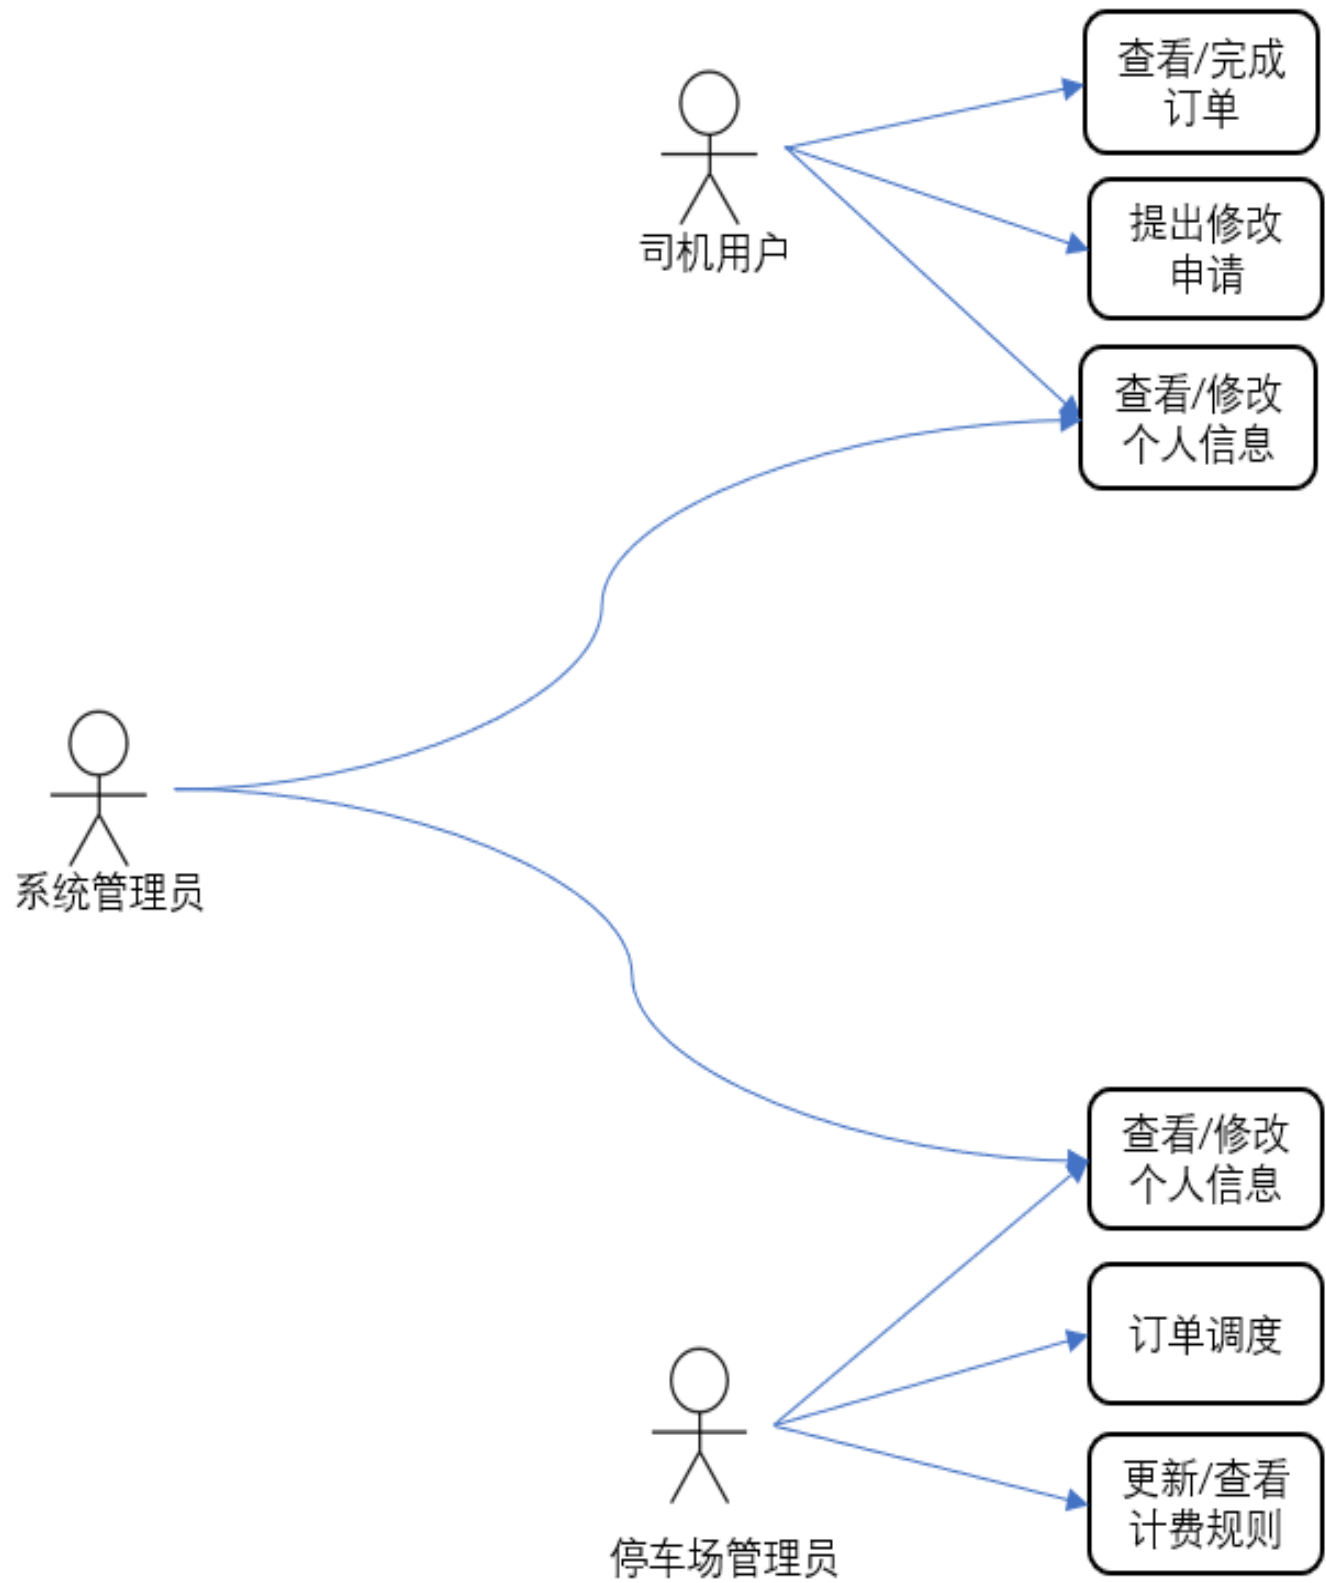 查看/完成
订单
司机用户
提出修改
申请
查看/修改
个人信息
系统管理员
查看/修改
个人信息
订单调度
更新/查看
计费规则
停车场管理员